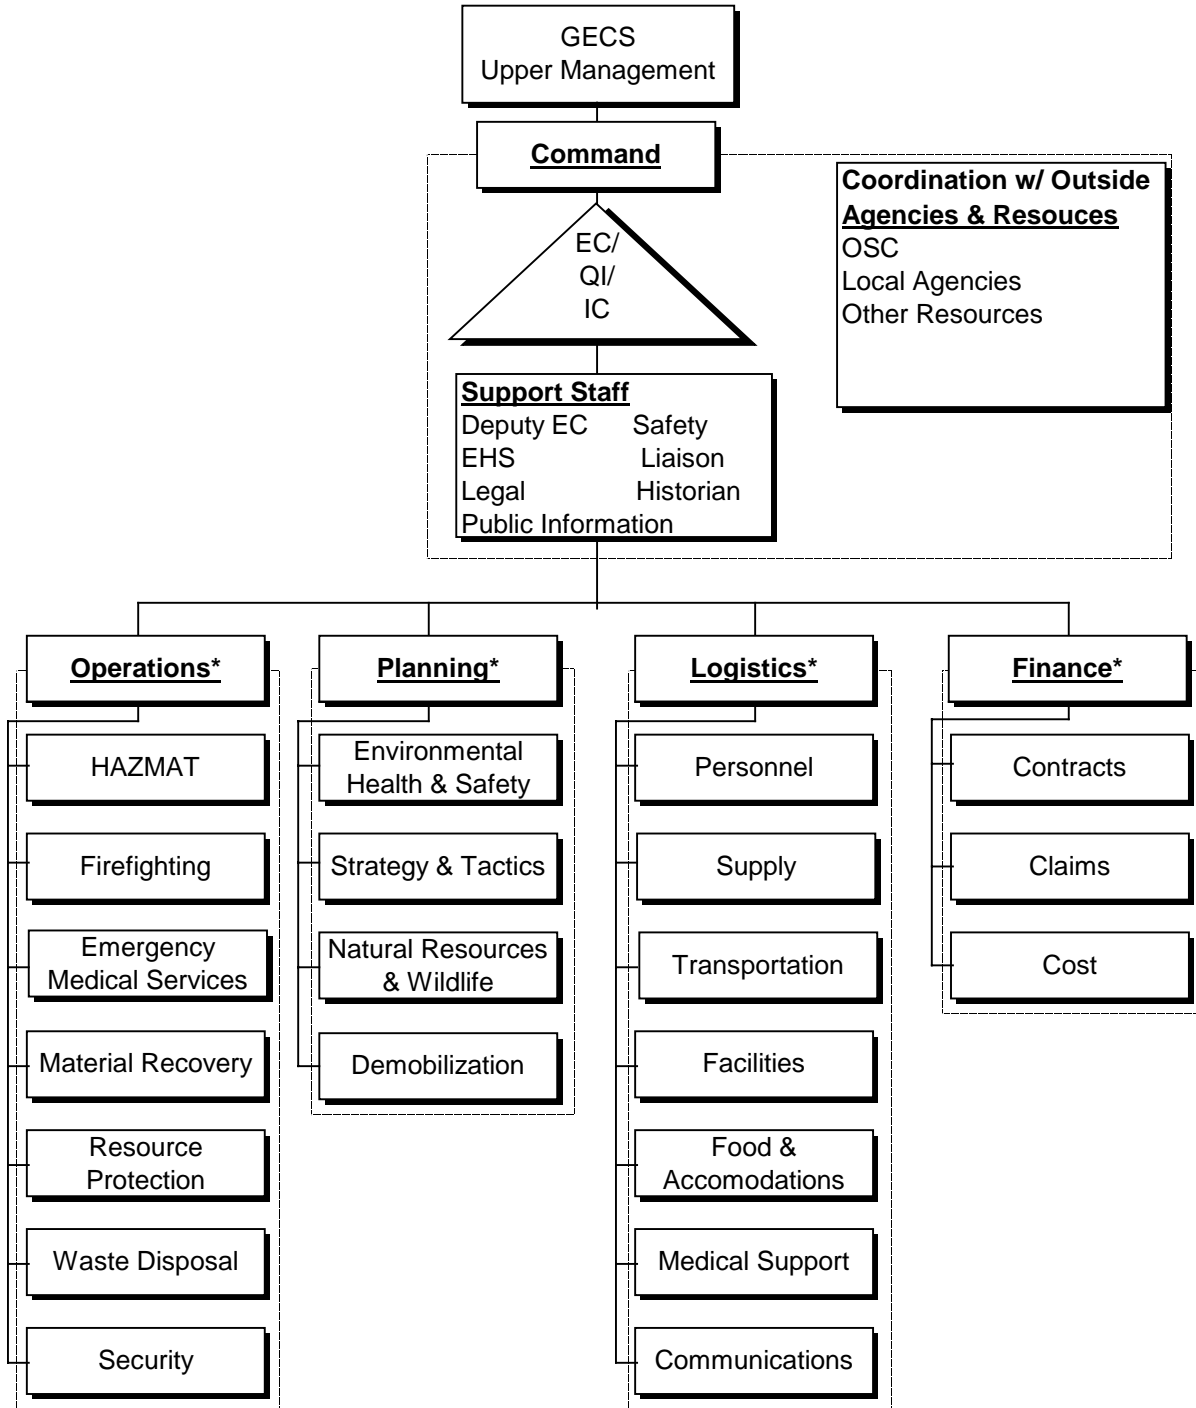 GECS
Upper Management
Command
Coordination w/ Outside
Agencies & Resouces
OSC
Local Agencies
Other Resources
EC/
QI/
IC
Support Staff
Deputy EC Safety
EHS Liaison
Legal Historian
Public Information
Operations*
HAZMAT
Firefighting
Emergency
Medical Services
Material Recovery
Resource
Protection
Waste Disposal
Security
Planning*
Environmental
Health & Safety
Strategy & Tactics
Natural Resources
& Wildlife
Demobilization
Logistics*
Personnel
Supply
Transportation
Facilities
Food &
Accomodations
Medical Support
Communications
Finance*
Contracts
Claims
Cost